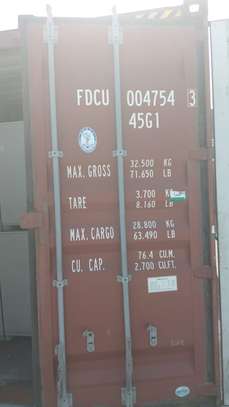 FDCU 004754 3
45G1
MAX. GROSS 32.500 KG
71.650 LB
TARE 3.700 KG
8.160 LB
MAX. CARGO 28.800 KG
63.490 LB
CU. CAP. 76.4 CU.M.
2.700 CU.FT.